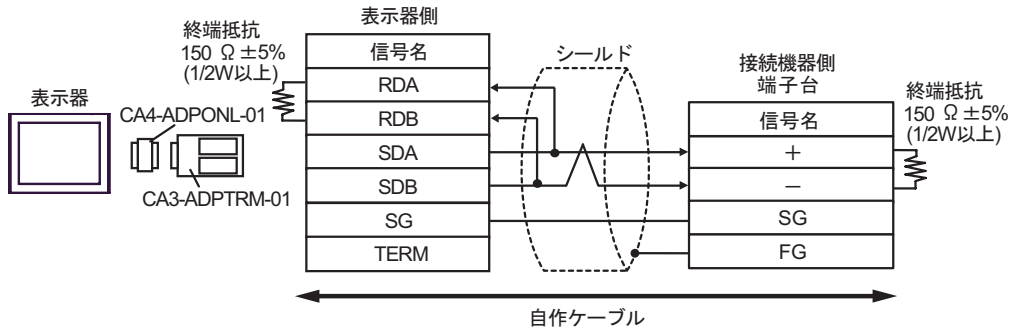 表示器側
終端抵抗
150 Ω ±5%
(1/2W以上)
信号名
RDA
RDB
SDA
SDB
SG
TERM
表示器
CA4-ADPONL-01
CA3-ADPTRM-01
シールド
接続機器側
端子台
信号名
+
-
SG
FG
終端抵抗
150 Ω ±5%
(1/2W以上)
自作ケーブル